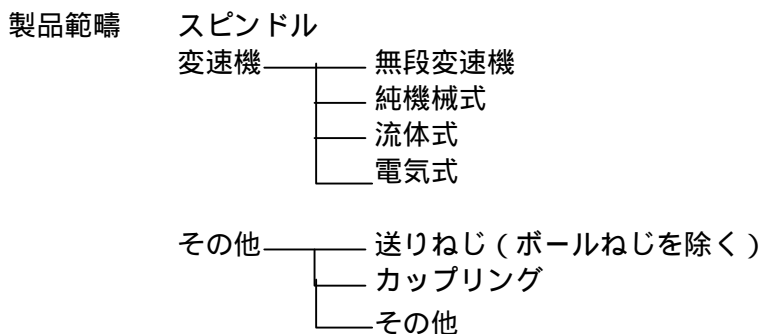 製品範疇 スピンドル
変速機 無段変速機
純機械式
流体式
電気式
その他 送りねじ(ボールねじを除く)
カップリング
その他